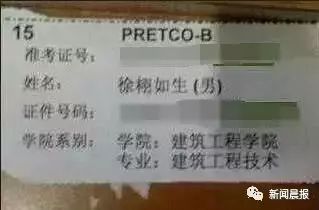 15 PRETCO-B
准考证号：
姓名： 徐栩如生 (男)
证件号码：
学院系别： 学院：建筑工程学院
专业：建筑工程技术
新闻晨报